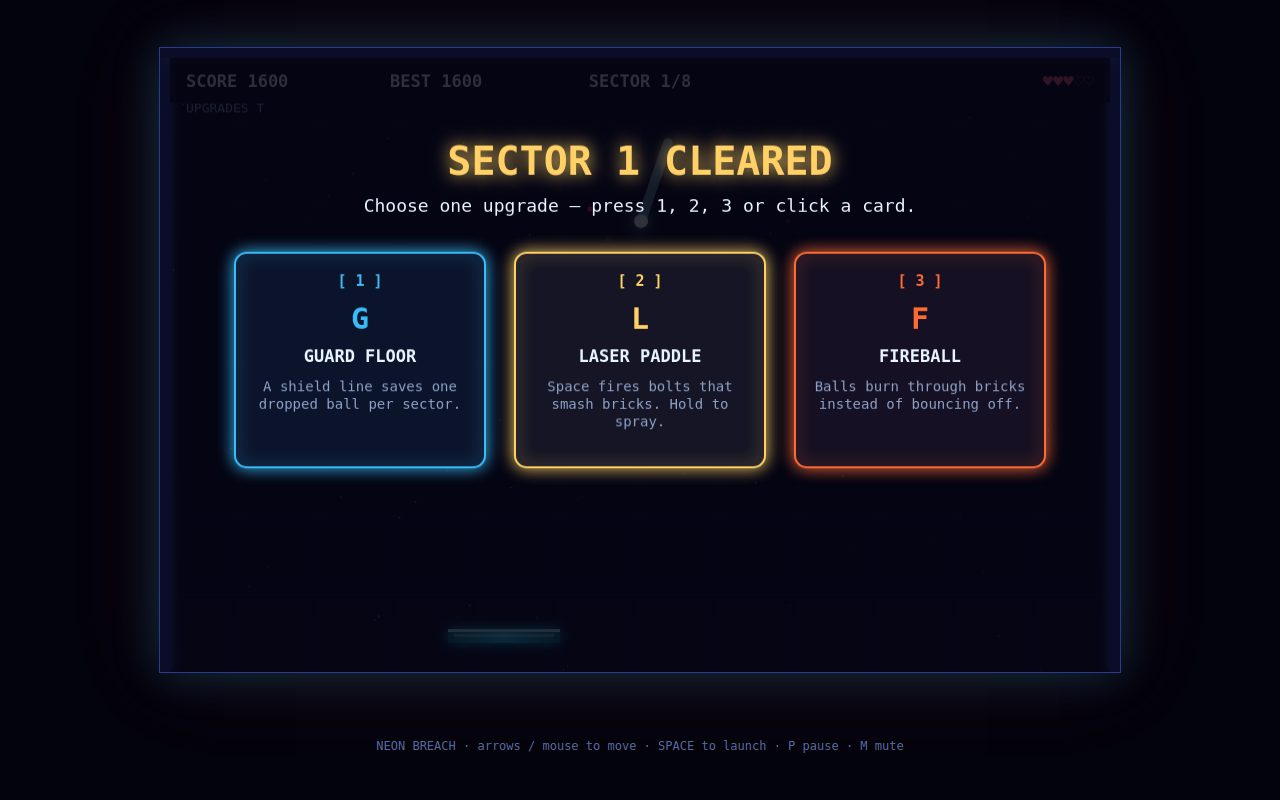 SCORE 1600 BEST 1600 SECTOR 1/8 ♥♥♥♡♡
UPGRADES T
SECTOR 1 CLEARED
Choose one upgrade — press 1, 2, 3 or click a card.
[ 1 ]
G
GUARD FLOOR
A shield line saves one
dropped ball per sector.
[ 2 ]
L
LASER PADDLE
Space fires bolts that
smash bricks. Hold to
spray.
[ 3 ]
F
FIREBALL
Balls burn through bricks
instead of bouncing off.
NEON BREACH · arrows / mouse to move · SPACE to launch · P pause · M mute